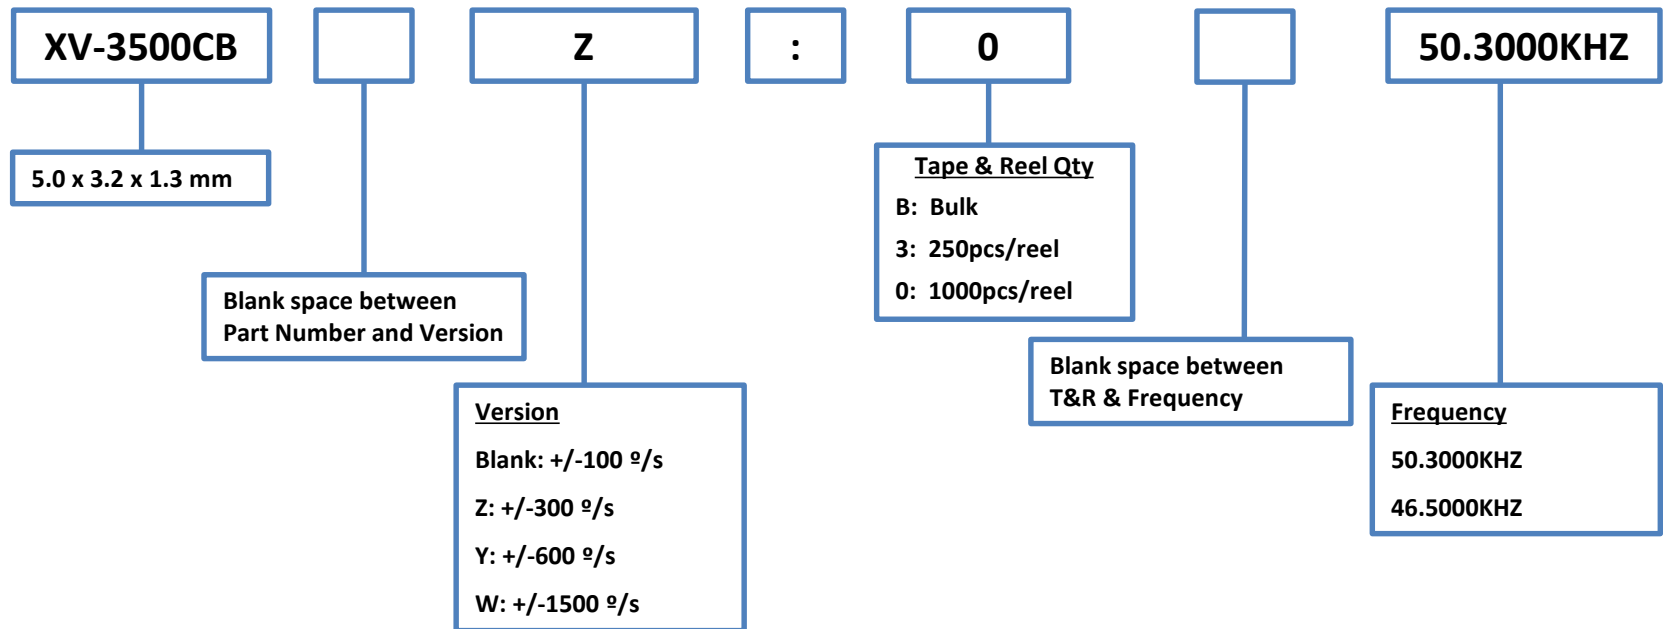 XV-3500CB
Z
:
0
50.3000KHZ
5.0 x 3.2 x 1.3 mm
Blank space between
Part Number and Version
Version
Blank: +/-100 º/s
Z: +/-300 º/s
Y: +/-600 º/s
W: +/-1500 º/s
Tape & Reel Qty
B: Bulk
3: 250pcs/reel
0: 1000pcs/reel
Blank space between
T&R & Frequency
Frequency
50.3000KHZ
46.5000KHZ